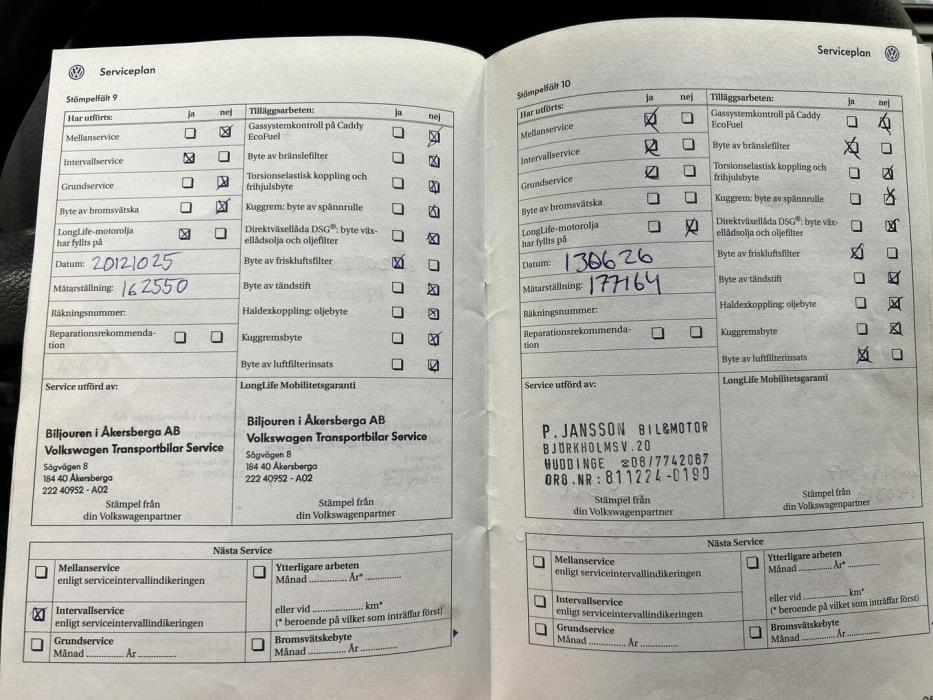 Serviceplan
Stämpelfält 9
Har utförts: ja nej
Mellanservice
Intervallservice
Grundservice
Byte av bromsvätska
LongLife-motorolja
har fyllts på
Datum: 20121025
Mätarställning: 162550
Räkningsnummer:
Reparationsrekommenda-
tion
Tilläggsarbeten: ja nej
Gassystemkontroll på Caddy
EcoFuel
Byte av bränslefilter
Torsionselastisk koppling och
frihjulsbyte
Kuggrem: byte av spännrulle
Direktväxellåda DSG®: byte väx-
ellådsolja och oljefilter
Byte av friskluftsfilter
Byte av tändstift
Haldexkoppling: oljebyte
Kuggremsbyte
Byte av luftfilterinsats
Service utförd av:
Biljouren i Åkersberga AB
Volkswagen Transportbilar Service
Sågvägen 8
184 40 Åkersberga
222 40952 - A02
Stämpel från
din Volkswagenpartner
LongLife Mobilitetsgaranti
Biljouren i Åkersberga AB
Volkswagen Transportbilar Service
Sågvägen 8
184 40 Åkersberga
222 40952 - A02
Stämpel från
din Volkswagenpartner
Nästa Service
Mellanservice
enligt serviceintervallindikeringen
Intervallservice
enligt serviceintervallindikeringen
Grundservice
Månad ............ År ............
Ytterligare arbeten
Månad ............ År* ............
eller vid ................ km*
(* beroende på vilket som inträffar först)
Bromsvätskebyte
Månad ............ År ............
Serviceplan
Stämpelfält 10
Har utförts: ja nej
Mellanservice
Intervallservice
Grundservice
Byte av bromsvätska
LongLife-motorolja
har fyllts på
Datum: 130626
Mätarställning: 177164
Räkningsnummer:
Reparationsrekommenda-
tion
Tilläggsarbeten: ja nej
Gassystemkontroll på Caddy
EcoFuel
Byte av bränslefilter
Torsionselastisk koppling och
frihjulsbyte
Kuggrem: byte av spännrulle
Direktväxellåda DSG®: byte väx-
ellådsolja och oljefilter
Byte av friskluftsfilter
Byte av tändstift
Haldexkoppling: oljebyte
Kuggremsbyte
Byte av luftfilterinsats
Service utförd av:
P. JANSSON BIL&MOTOR
BJÖRKHOLMSV. 20
HUDDINGE ☎08/7742067
ORG.NR: 811224-0190
Stämpel från
din Volkswagenpartner
LongLife Mobilitetsgaranti
Stämpel från
din Volkswagenpartner
Nästa Service
Mellanservice
enligt serviceintervallindikeringen
Intervallservice
enligt serviceintervallindikeringen
Grundservice
Månad ............ År ............
Ytterligare arbeten
Månad ............ År* ............
eller vid ................ km*
(* beroende på vilket som inträffar först)
Bromsvätskebyte
Månad ............ År ............